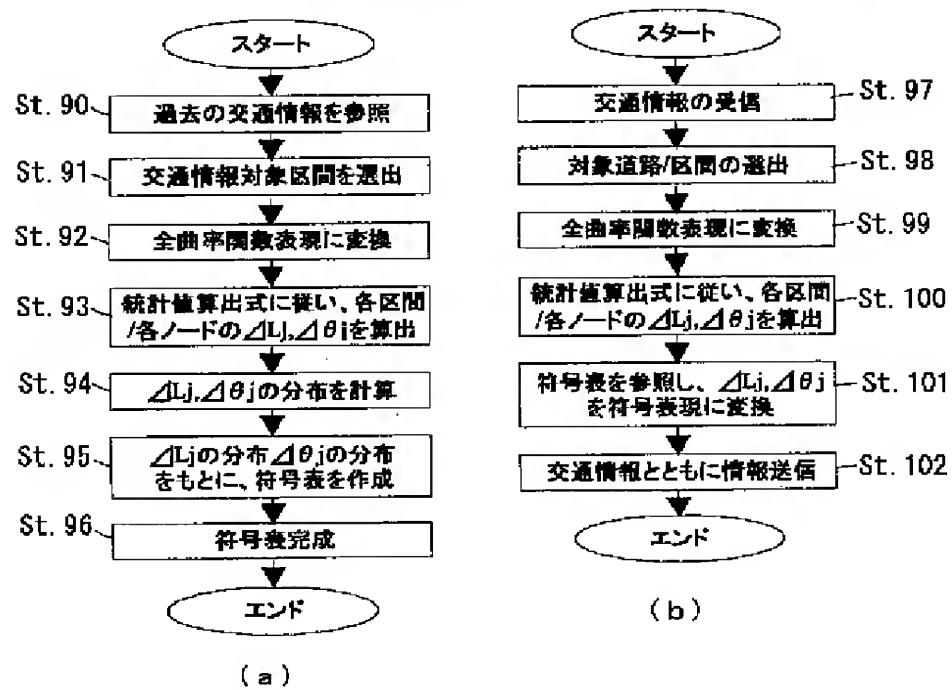 スタート
St. 90
過去の交通情報を参照
St. 91
交通情報対象区間を選出
St. 92
全曲率関数表現に変換
St. 93
統計値算出式に従い、各区間
/各ノードの⊿Lj,⊿θjを算出
St. 94
⊿Lj,⊿θjの分布を計算
St. 95
⊿Ljの分布⊿θjの分布
をもとに、符号表を作成
St. 96
符号表完成
エンド
(a)
スタート
交通情報の受信
St. 97
対象道路/区間の選出
St. 98
全曲率関数表現に変換
St. 99
統計値算出式に従い、各区間
/各ノードの⊿Lj,⊿θjを算出
St. 100
符号表を参照し、⊿Lj,⊿θj
を符号表現に変換
St. 101
交通情報とともに情報送信
St. 102
エンド
(b)